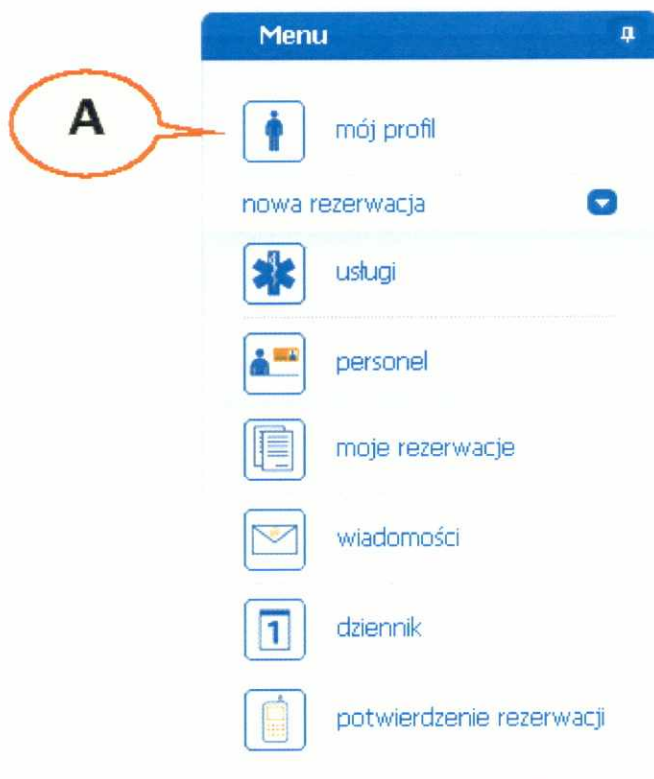 Menu
A
mój profil
nowa rezerwacja
usługi
personel
moje rezerwacje
wiadomości
1
dziennik
potwierdzenie rezerwacji